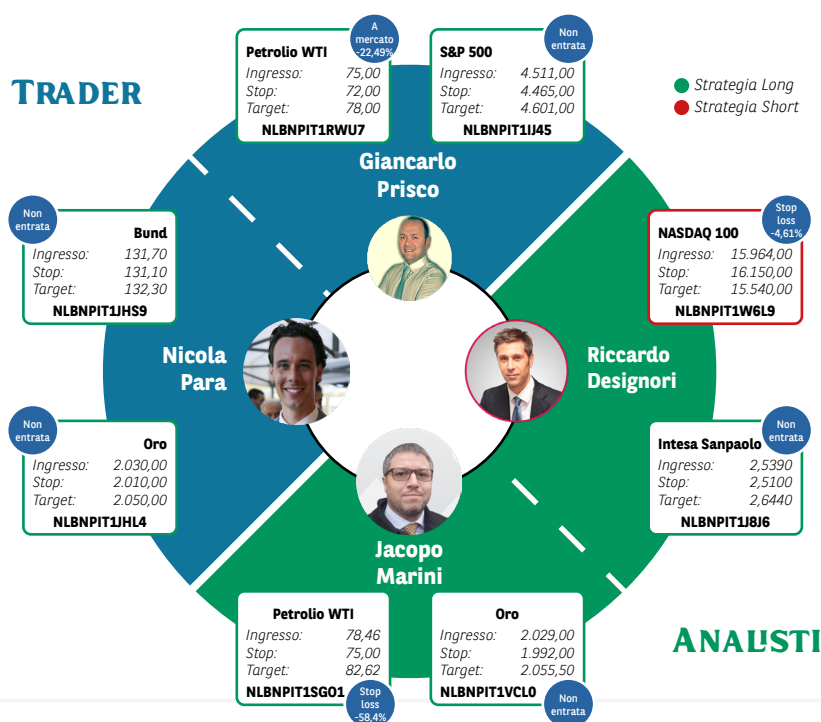 TRADER
Petrolio WTI
A
mercato
-22,49%
Ingresso: 75,00
Stop: 72,00
Target: 78,00
NLBNPIT1RWU7
S&P 500
Non
entrata
Ingresso: 4.511,00
Stop: 4.465,00
Target: 4.601,00
NLBNPIT1IJ45
Strategia Long
Strategia Short
Giancarlo
Prisco
Non
entrata
Bund
Ingresso: 131,70
Stop: 131,10
Target: 132,30
NLBNPIT1JHS9
NASDAQ 100
Stop
loss
-4,61%
Ingresso: 15.964,00
Stop: 16.150,00
Target: 15.540,00
NLBNPIT1W6L9
Nicola
Para
Riccardo
Designori
Non
entrata
Oro
Ingresso: 2.030,00
Stop: 2.010,00
Target: 2.050,00
NLBNPIT1JHL4
Intesa Sanpaolo
Non
entrata
Ingresso: 2,5390
Stop: 2,5100
Target: 2,6440
NLBNPIT1J8J6
Jacopo
Marini
Petrolio WTI
Ingresso: 78,46
Stop: 75,00
Target: 82,62
NLBNPIT1SGO1
Stop
loss
-58,4%
Oro
Ingresso: 2.029,00
Stop: 1.992,00
Target: 2.055,50
NLBNPIT1VCL0
Non
entrata
ANALISTI